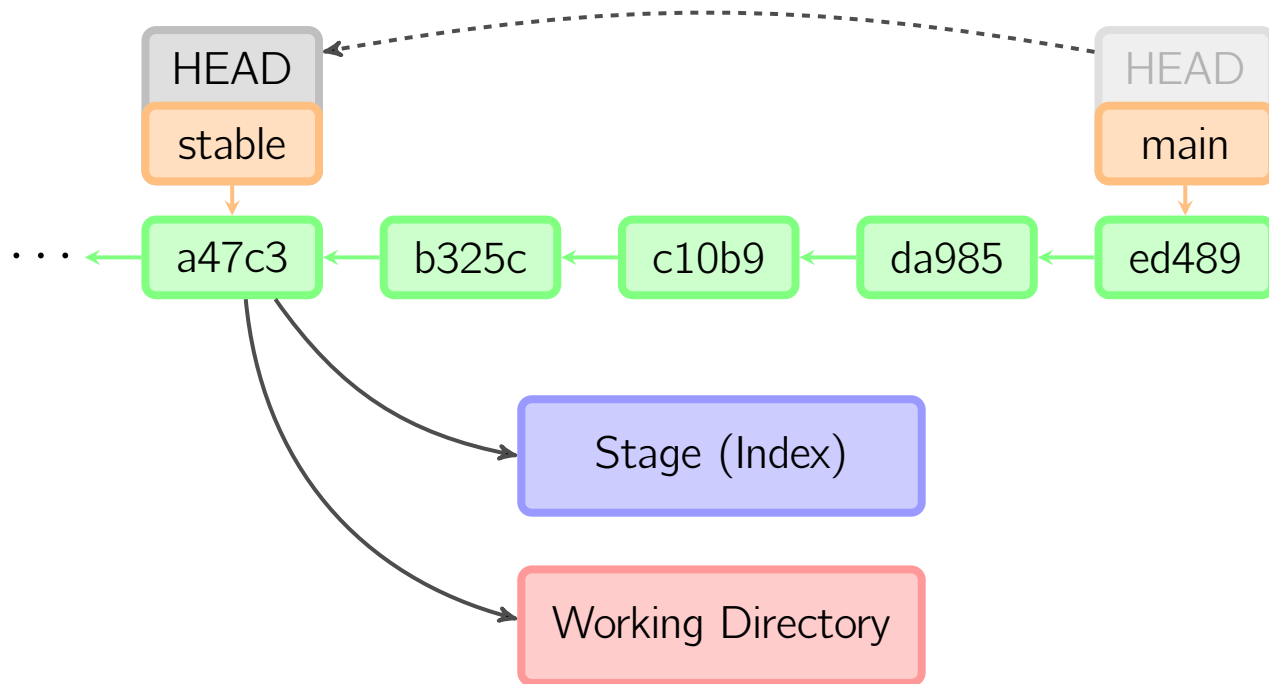 HEAD
HEAD
stable
main
... a47c3 b325c c10b9 da985 ed489
Stage (Index)
Working Directory